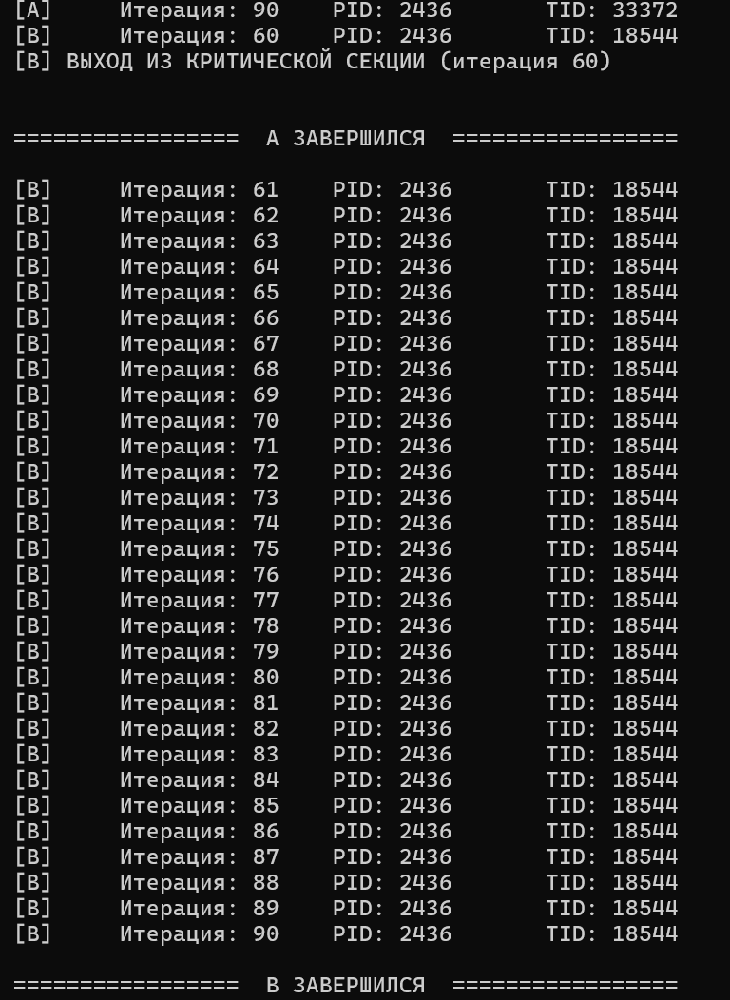 [A] Итерация: 90 PID: 2436 TID: 33372
[B] Итерация: 60 PID: 2436 TID: 18544
[B] ВЫХОД ИЗ КРИТИЧЕСКОЙ СЕКЦИИ (итерация 60)
================= A ЗАВЕРШИЛСЯ =================
[B] Итерация: 61 PID: 2436 TID: 18544
[B] Итерация: 62 PID: 2436 TID: 18544
[B] Итерация: 63 PID: 2436 TID: 18544
[B] Итерация: 64 PID: 2436 TID: 18544
[B] Итерация: 65 PID: 2436 TID: 18544
[B] Итерация: 66 PID: 2436 TID: 18544
[B] Итерация: 67 PID: 2436 TID: 18544
[B] Итерация: 68 PID: 2436 TID: 18544
[B] Итерация: 69 PID: 2436 TID: 18544
[B] Итерация: 70 PID: 2436 TID: 18544
[B] Итерация: 71 PID: 2436 TID: 18544
[B] Итерация: 72 PID: 2436 TID: 18544
[B] Итерация: 73 PID: 2436 TID: 18544
[B] Итерация: 74 PID: 2436 TID: 18544
[B] Итерация: 75 PID: 2436 TID: 18544
[B] Итерация: 76 PID: 2436 TID: 18544
[B] Итерация: 77 PID: 2436 TID: 18544
[B] Итерация: 78 PID: 2436 TID: 18544
[B] Итерация: 79 PID: 2436 TID: 18544
[B] Итерация: 80 PID: 2436 TID: 18544
[B] Итерация: 81 PID: 2436 TID: 18544
[B] Итерация: 82 PID: 2436 TID: 18544
[B] Итерация: 83 PID: 2436 TID: 18544
[B] Итерация: 84 PID: 2436 TID: 18544
[B] Итерация: 85 PID: 2436 TID: 18544
[B] Итерация: 86 PID: 2436 TID: 18544
[B] Итерация: 87 PID: 2436 TID: 18544
[B] Итерация: 88 PID: 2436 TID: 18544
[B] Итерация: 89 PID: 2436 TID: 18544
[B] Итерация: 90 PID: 2436 TID: 18544
================= B ЗАВЕРШИЛСЯ =================